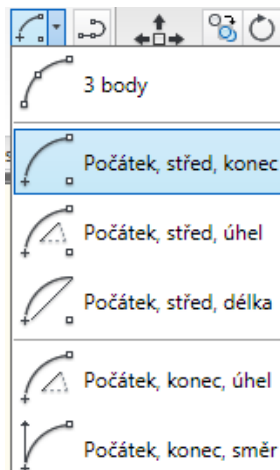 3 body
Počátek, střed, konec
Počátek, střed, úhel
Počátek, střed, délka
Počátek, konec, úhel
Počátek, konec, směr